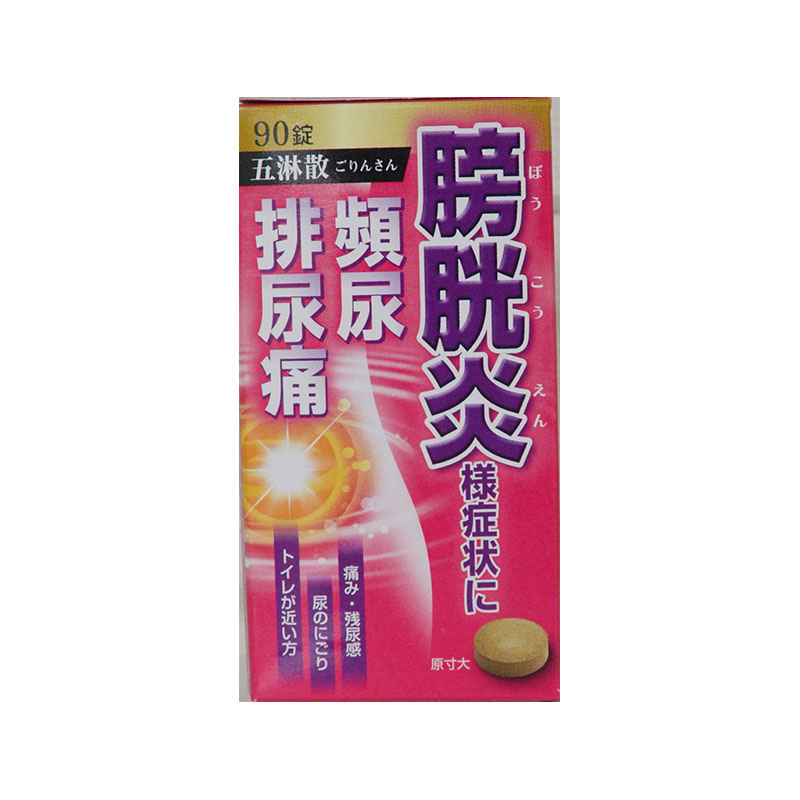 90錠
五淋散 ごりんさん
膀胱炎
ぼうこうえん
様症状に
頻尿
排尿痛
痛み・残尿感
尿のにごり
トイレが近い方
原寸大